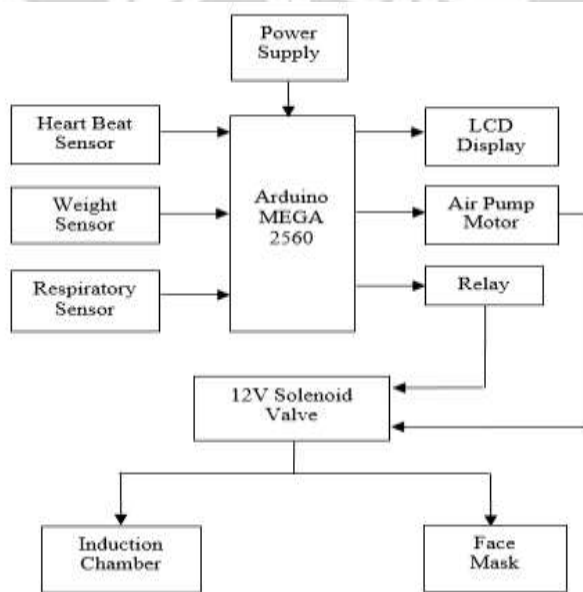 Power
Supply
Heart Beat
Sensor
Weight
Sensor
Respiratory
Sensor
Arduino
MEGA
2560
LCD
Display
Air Pump
Motor
Relay
12V Solenoid
Valve
Induction
Chamber
Face
Mask